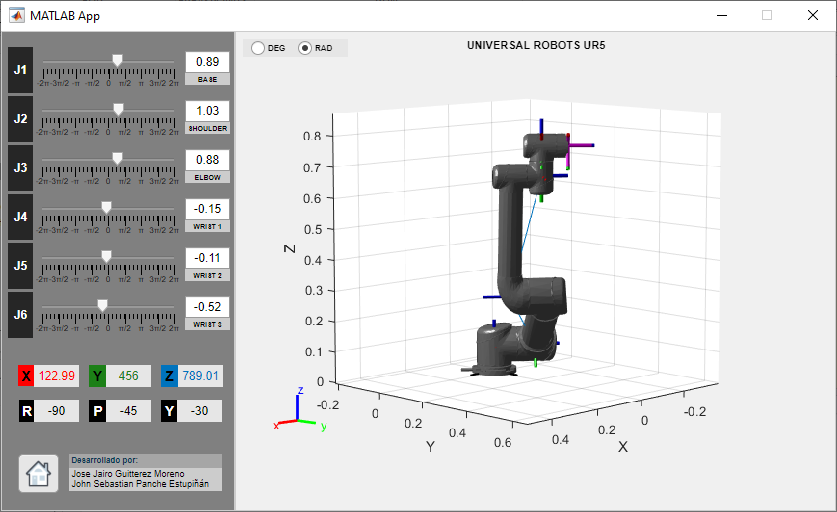 MATLAB App
DEG RAD
UNIVERSAL ROBOTS UR5
J1 0.89
-2π -3π/2 -π -π/2 0 π/2 π 3π/2 2π BASE
J2 1.03
-2π -3π/2 -π -π/2 0 π/2 π 3π/2 2π SHOULDER
J3 0.88
-2π -3π/2 -π -π/2 0 π/2 π 3π/2 2π ELBOW
J4 -0.15
-2π -3π/2 -π -π/2 0 π/2 π 3π/2 2π WRIST 1
J5 -0.11
-2π -3π/2 -π -π/2 0 π/2 π 3π/2 2π WRIST 2
J6 -0.52
-2π -3π/2 -π -π/2 0 π/2 π 3π/2 2π WRIST 3
X 122.99 Y 456 Z 789.01
R -90 P -45 Y -30
Desarrollado por:
Jose Jairo Guitterez Moreno
John Sebastian Panche Estupiñán
0.8
0.7
0.6
0.5
Z
0.4
0.3
0.2
0.1
0
-0.2 0 0.2 0.4 0.6
Y
0.4 0.2 0 -0.2
X
z
x y